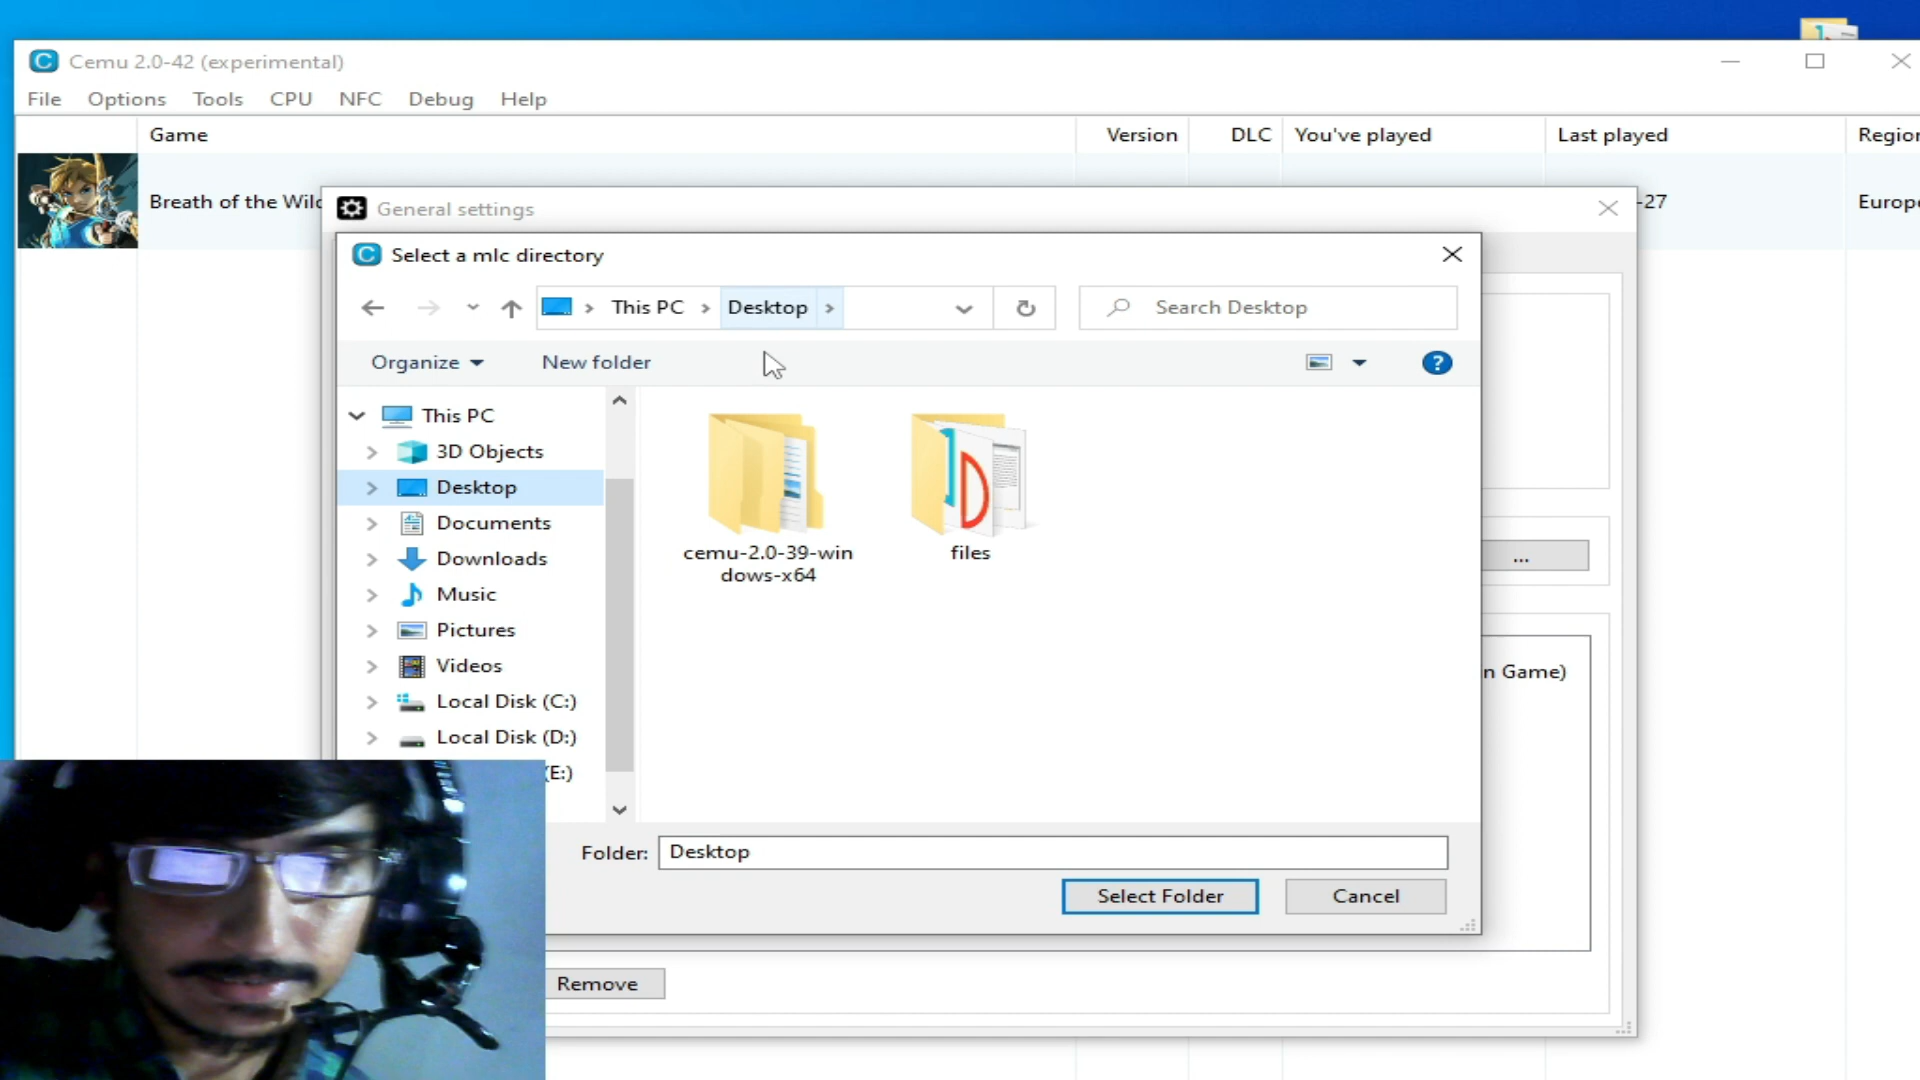 Cemu 2.0-42 (experimental)
File Options Tools CPU NFC Debug Help
Game Version DLC You've played Last played Region
Breath of the Wild
-27
Europe
General settings
Select a mlc directory
This PC Desktop
Search Desktop
Organize
New folder
?
This PC
3D Objects
Desktop
Documents
Downloads
Music
Pictures
Videos
Local Disk (C:)
Local Disk (D:)
(E:)
cemu-2.0-39-win
dows-x64
files
...
n Game)
Folder: Desktop
Select Folder
Cancel
Remove